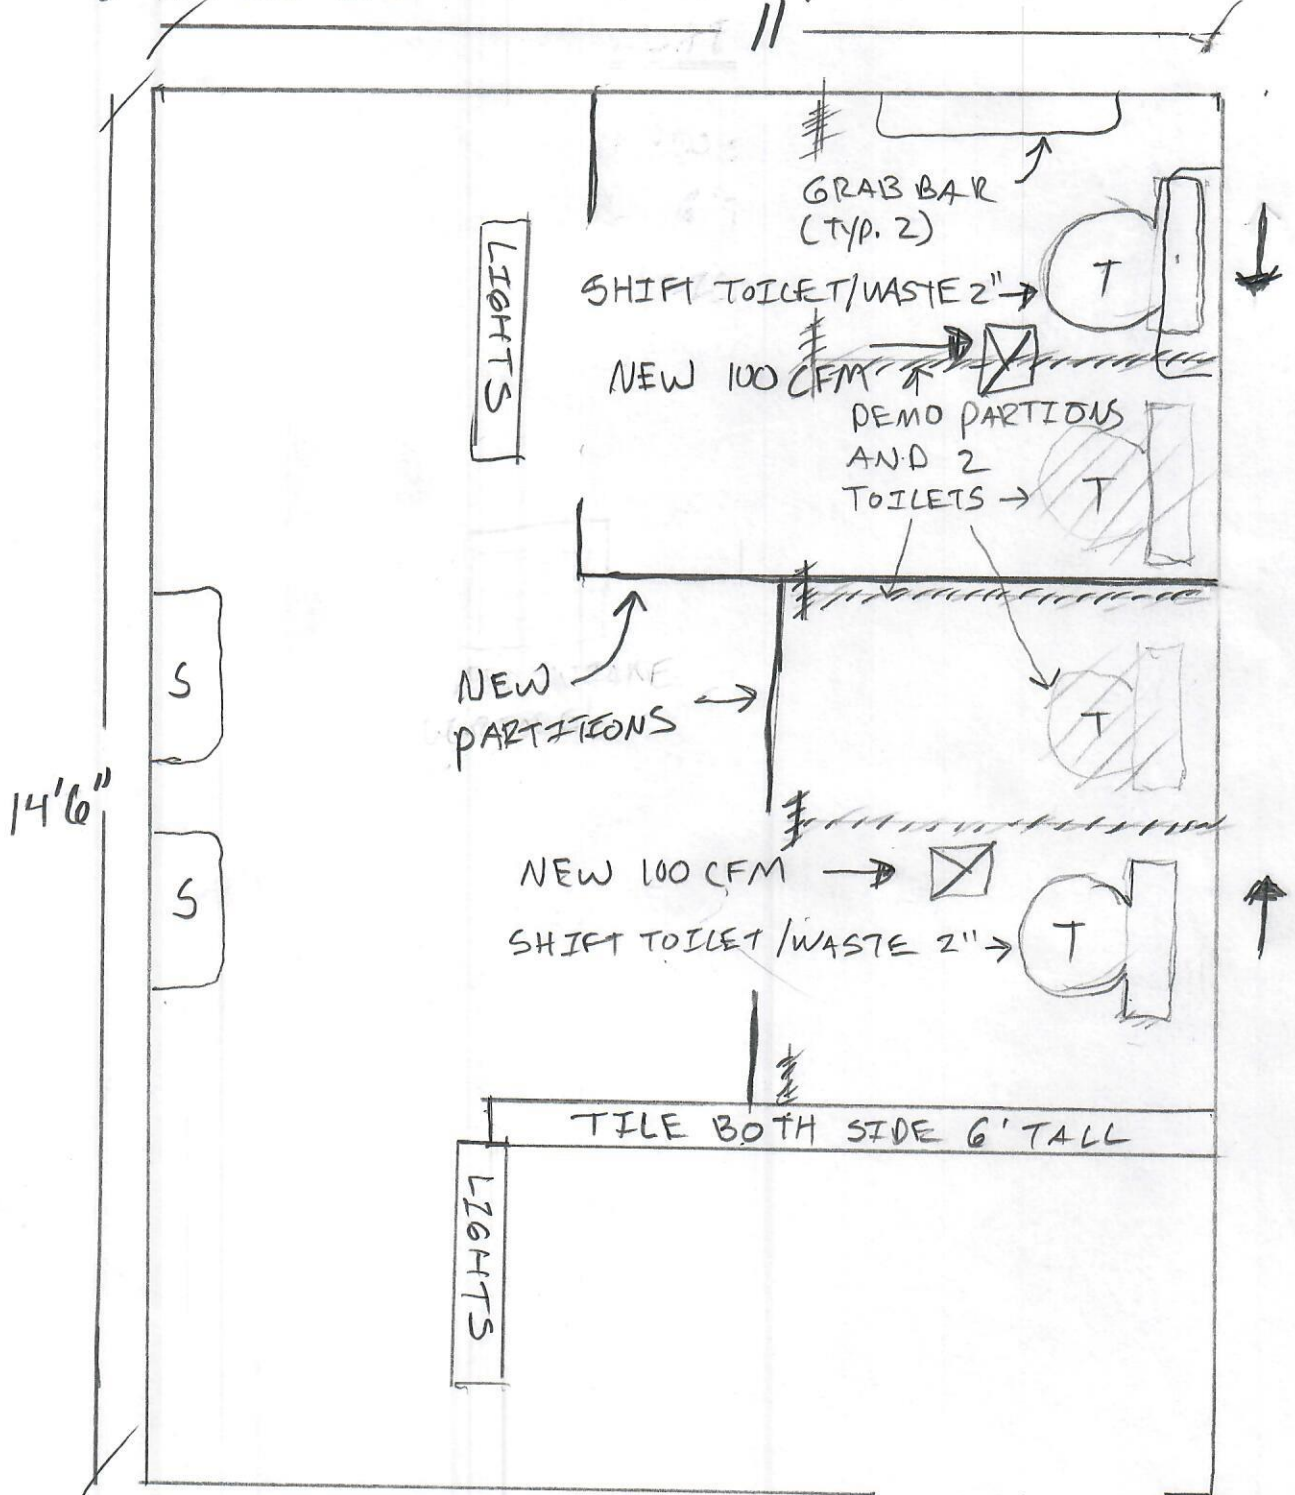 11'
GRAB BAR
(TYP. 2)
LIGHTS
T
SHIFT TOILET/WASTE 2"
NEW 100 CFM
DEMO PARTIONS
AND 2
TOILETS
T
NEW
PARTITIONS
S
T
14'6"
NEW 100 CFM
S
SHIFT TOILET/WASTE 2"
T
TILE BOTH SIDE 6' TALL
LIGHTS